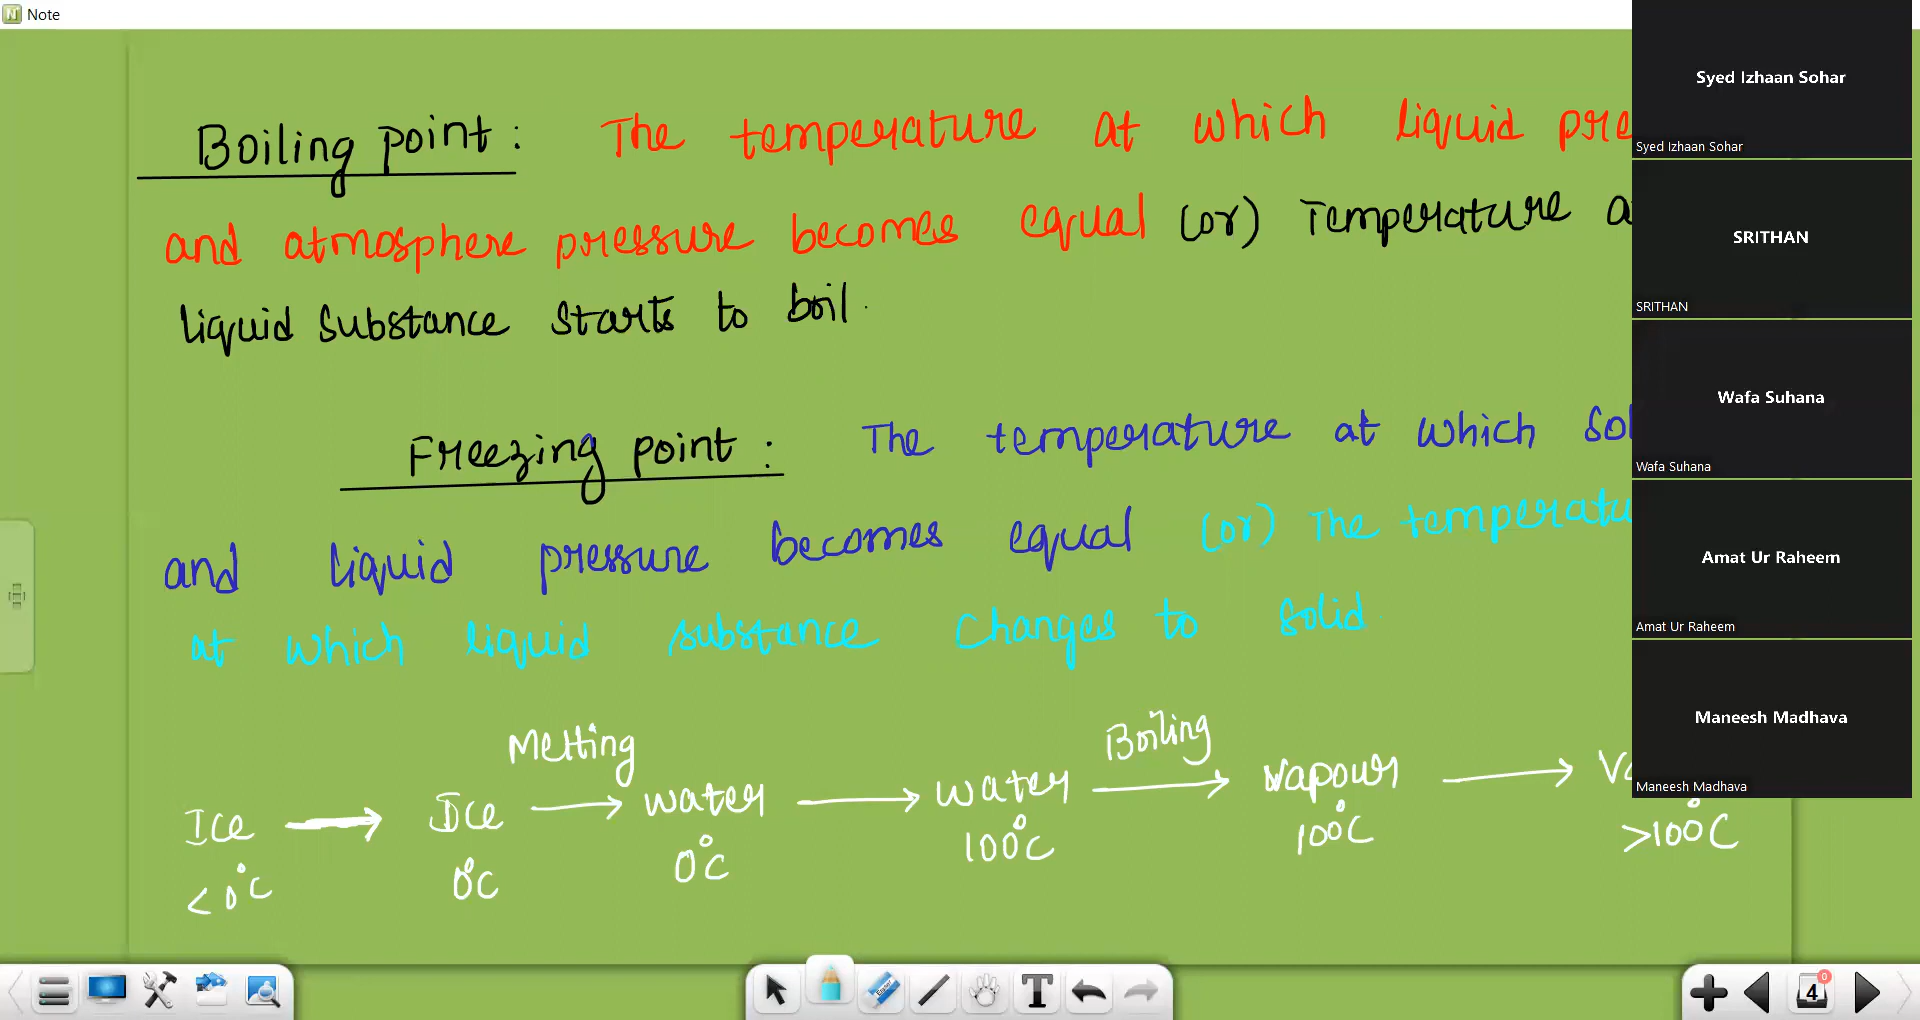 Note
Boiling point : The temperature at which liquid pre
and atmosphere pressure becomes equal (or) Temperature a
liquid substance starts to boil.
Freezing point : The temperature at which Sol
and liquid pressure becomes equal (or) The temperatu
at which liquid substance changes to solid
Melting
Boiling
Ice → Ice → water → water → vapour → Va
<0°C 0°C 0°C 100°C 100°C >100°C
Syed Izhaan Sohar
Syed Izhaan Sohar
SRITHAN
SRITHAN
Wafa Suhana
Wafa Suhana
Amat Ur Raheem
Amat Ur Raheem
Maneesh Madhava
Maneesh Madhava
Eraser
T
4
0